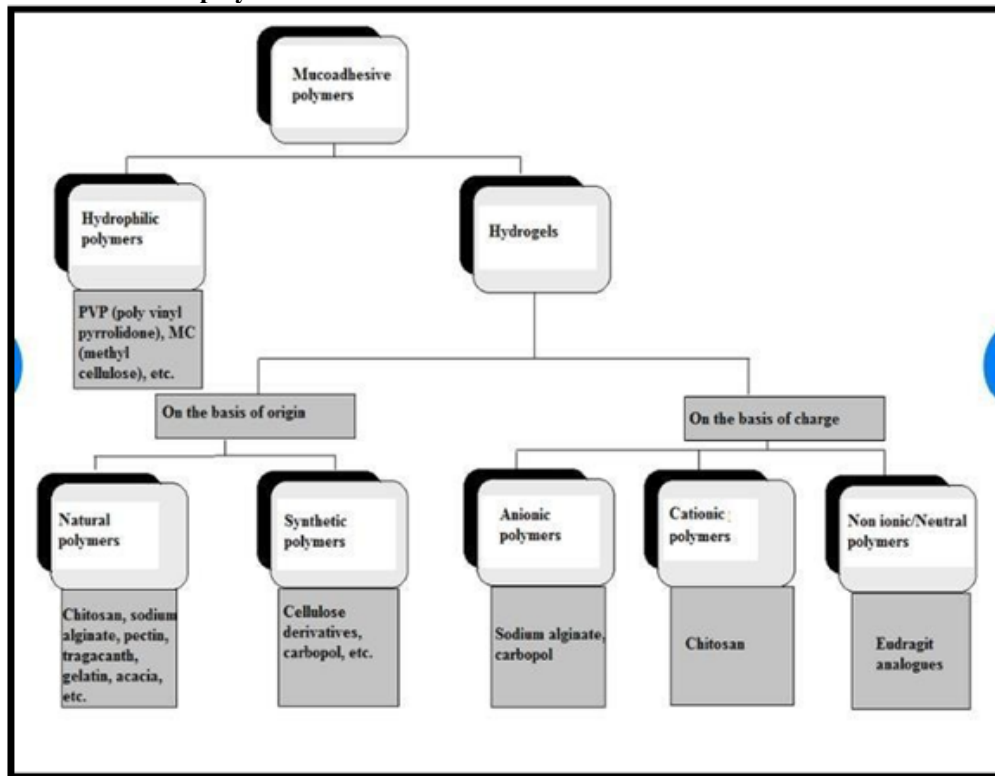 Mucoadhesive
polymers
Hydrophilic
polymers
Hydrogels
PVP (poly vinyl
pyrrolidone), MC
(methyl
cellulose), etc.
On the basis of origin
On the basis of charge
Natural
polymers
Synthetic
polymers
Anionic
polymers
Cationic
polymers
Non ionic/Neutral
polymers
Chitosan, sodium
alginate, pectin,
tragacanth,
gelatin, acacia,
etc.
Cellulose
derivatives,
carbopol, etc.
Sodium alginate,
carbopol
Chitosan
Eudragit
analogues